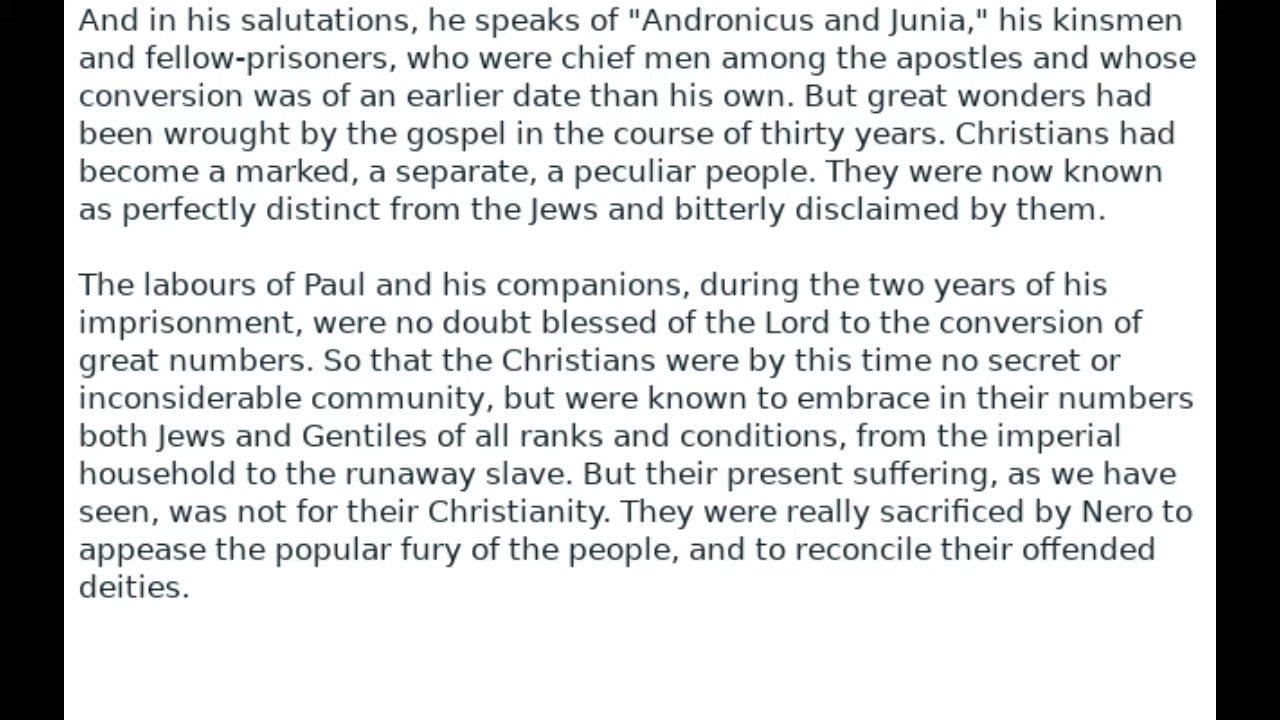 And in his salutations, he speaks of "Andronicus and Junia," his kinsmen
and fellow-prisoners, who were chief men among the apostles and whose
conversion was of an earlier date than his own. But great wonders had
been wrought by the gospel in the course of thirty years. Christians had
become a marked, a separate, a peculiar people. They were now known
as perfectly distinct from the Jews and bitterly disclaimed by them.
The labours of Paul and his companions, during the two years of his
imprisonment, were no doubt blessed of the Lord to the conversion of
great numbers. So that the Christians were by this time no secret or
inconsiderable community, but were known to embrace in their numbers
both Jews and Gentiles of all ranks and conditions, from the imperial
household to the runaway slave. But their present suffering, as we have
seen, was not for their Christianity. They were really sacrificed by Nero to
appease the popular fury of the people, and to reconcile their offended
deities.